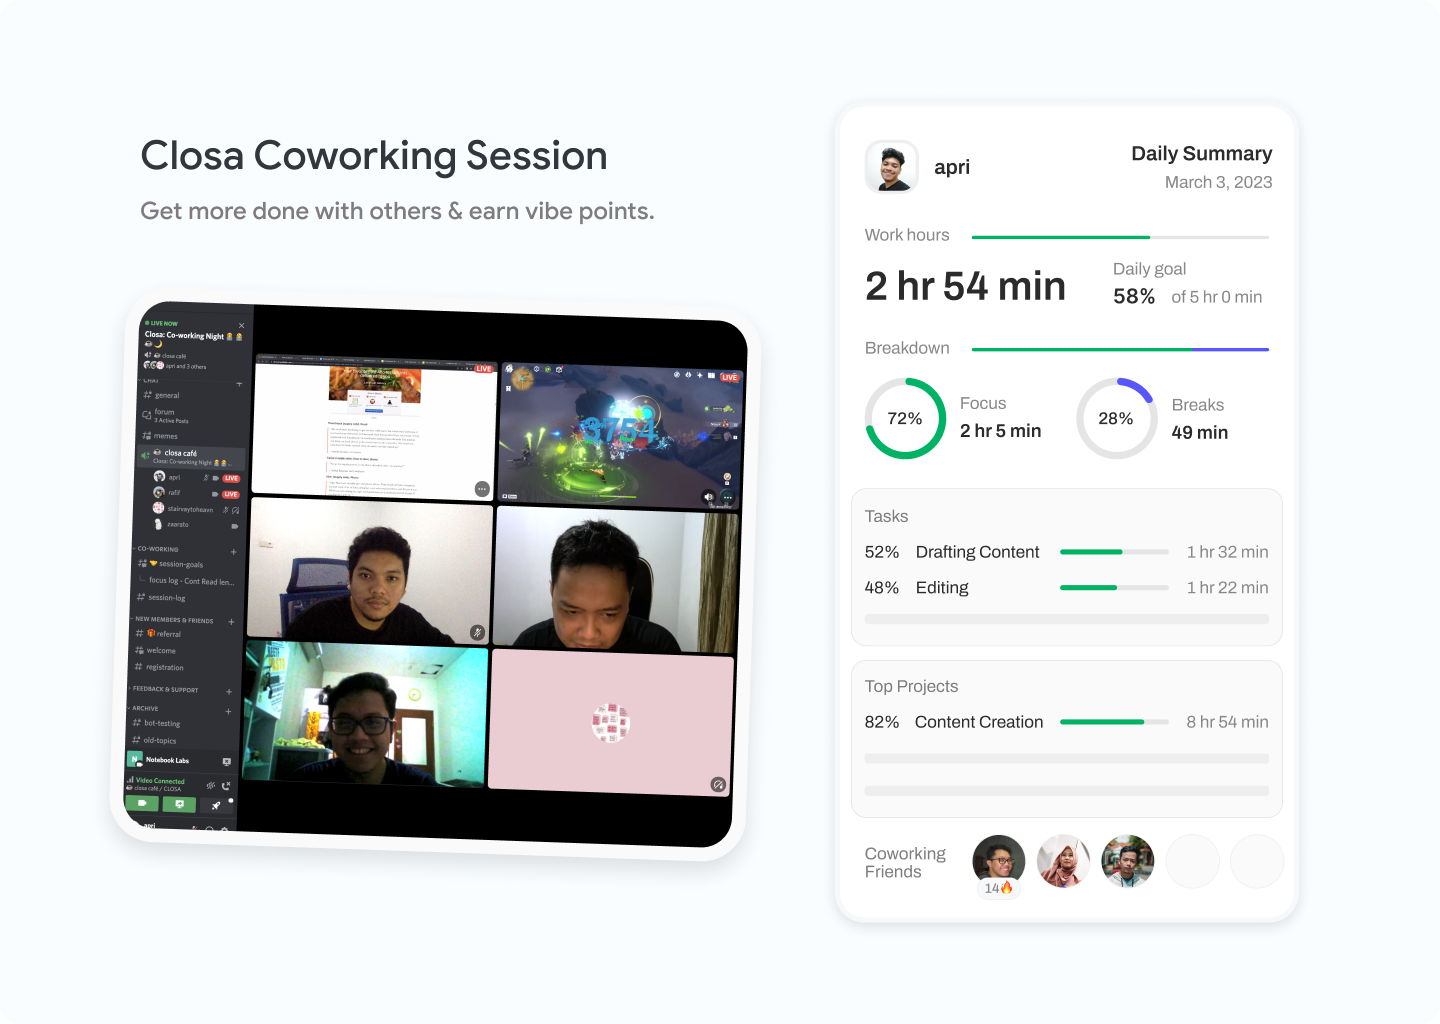 Closa Coworking Session
Get more done with others & earn vibe points.
LIVE NOW
Closa: Co-working Night
closa café
apri and 3 others
CHAT
general
forum
3 Active Posts
memes
closa café
Closa: Co-working Night
apri LIVE
rafif LIVE
stairvaytoheavn
zaarato
CO-WORKING
🤝 session-goals
focus log - Cont Read len...
session-log
NEW MEMBERS & FRIENDS
🎁 referral
welcome
registration
FEEDBACK & SUPPORT
ARCHIVE
bot-testing
old-topics
N
Notebook Labs
Video Connected
closa café / CLOSA
apri
LIVE
LIVE
3754
apri
Daily Summary
March 3, 2023
Work hours
2 hr 54 min
Daily goal
58% of 5 hr 0 min
Breakdown
72%
Focus
2 hr 5 min
28%
Breaks
49 min
Tasks
52% Drafting Content 1 hr 32 min
48% Editing 1 hr 22 min
Top Projects
82% Content Creation 8 hr 54 min
Coworking
Friends
14🔥